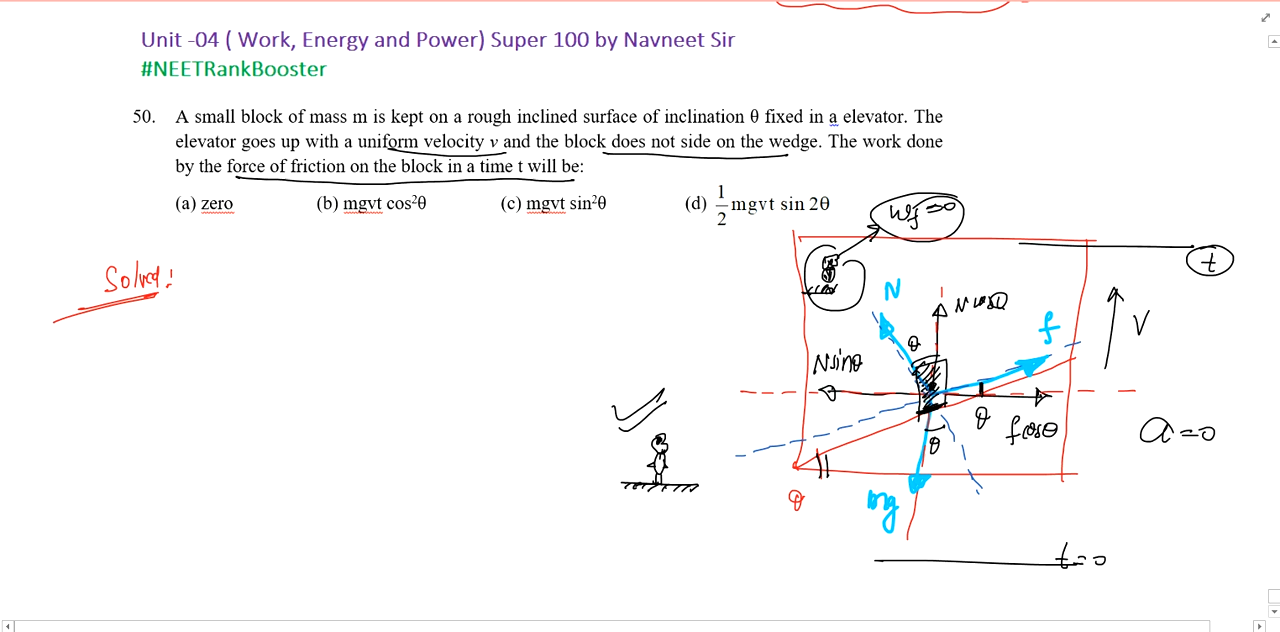 Unit -04 ( Work, Energy and Power) Super 100 by Navneet Sir
#NEETRankBooster
50. A small block of mass m is kept on a rough inclined surface of inclination θ fixed in a elevator. The
elevator goes up with a uniform velocity v and the block does not side on the wedge. The work done
by the force of friction on the block in a time t will be:
(a) zero (b) mgvt cos²θ (c) mgvt sin²θ (d) 1/2 mgvt sin 2θ
Wf=0
t
Solved!
N
N cosθ
f
V
θ
N sinθ
θ
f cosθ
a=0
θ
θ
mg
t=0